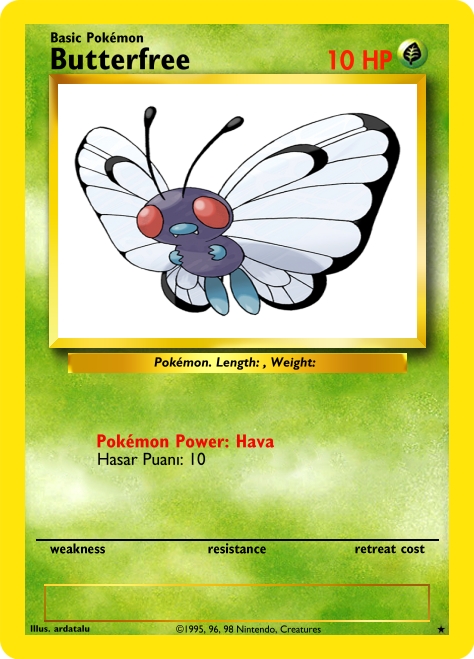 Basic Pokémon
Butterfree
10 HP
Pokémon. Length: , Weight:
Pokémon Power: Hava
Hasar Puanı: 10
weakness resistance retreat cost
Illus. ardatalu ©1995, 96, 98 Nintendo, Creatures